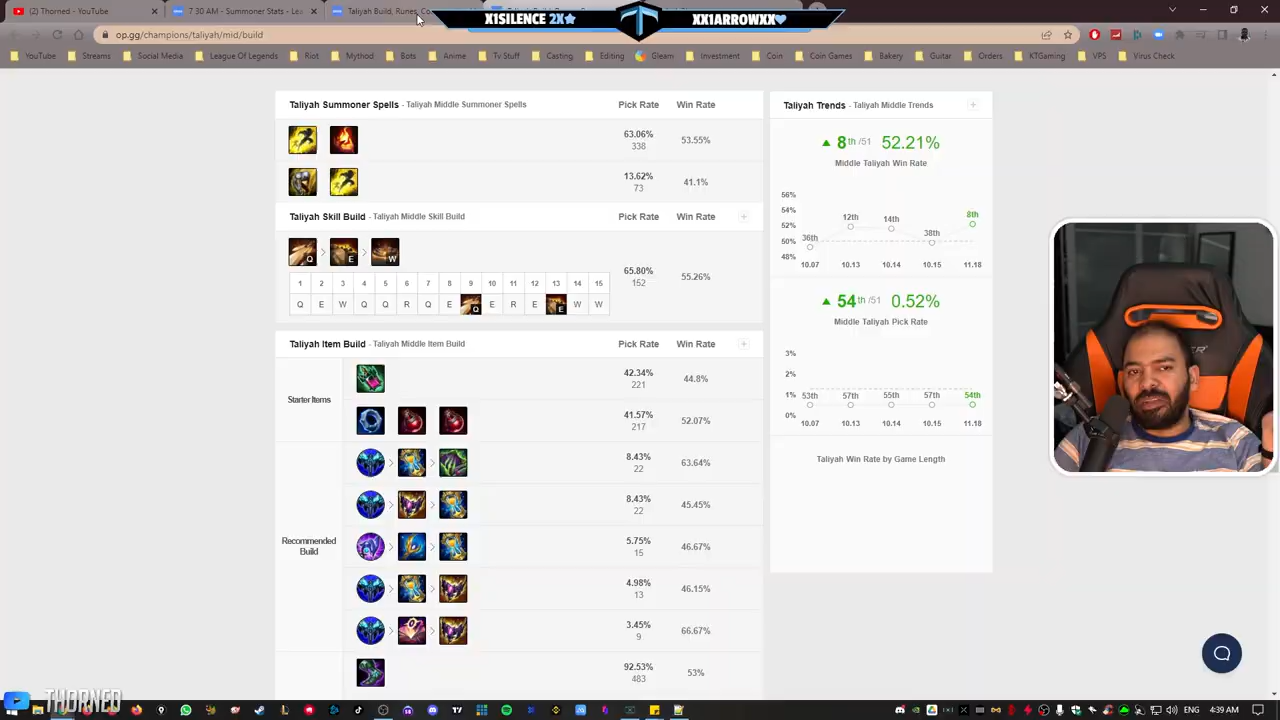 (2) Thorned - YouTube
7:30 AM - Summoner Stats - Lea
Taliyah Build, Runes, Co
X1SILENCE 2X
XX1ARROWXX
op.gg/champions/taliyah/mid/build
YouTube Streams Social Media League Of Legends Riot Mythology Bots Anime 2K Kasting TV-Stuff Editing Gleam Investment Coin Coin Games Baraky Betting Orders KTGaming VPS Virus Check
Taliyah Summoner Spells - Taliyah Middle Summoner Spells Pick Rate Win Rate
63.06%
338
53.55%
13.62%
73
41.1%
Taliyah Skill Build - Taliyah Middle Skill Build Pick Rate Win Rate +
Q > E > W
65.80%
152
55.26%
1 2 3 4 5 6 7 8 9 10 11 12 13 14 15
Q E W Q Q R Q E Q E R E E W W
Taliyah Item Build - Taliyah Middle Item Build Pick Rate Win Rate +
Starter Items
42.34%
221
44.8%
41.57%
217
52.07%
Recommended
Build
8.43%
22
63.64%
8.43%
22
45.45%
5.75%
15
46.67%
4.98%
13
46.15%
3.45%
9
66.67%
92.53%
483
53%
Taliyah Trends - Taliyah Middle Trends +
8th /51 52.21%
Middle Taliyah Win Rate
56%
54%
52%
50%
48%
36th 12th 14th 38th 8th
10.07 10.13 10.14 10.15 11.18
54th /51 0.52%
Middle Taliyah Pick Rate
3%
2%
1%
0%
53th 57th 55th 57th 54th
10.07 10.13 10.14 10.15 11.18
Taliyah Win Rate by Game Length
THORNED
ENG 4:39 AM